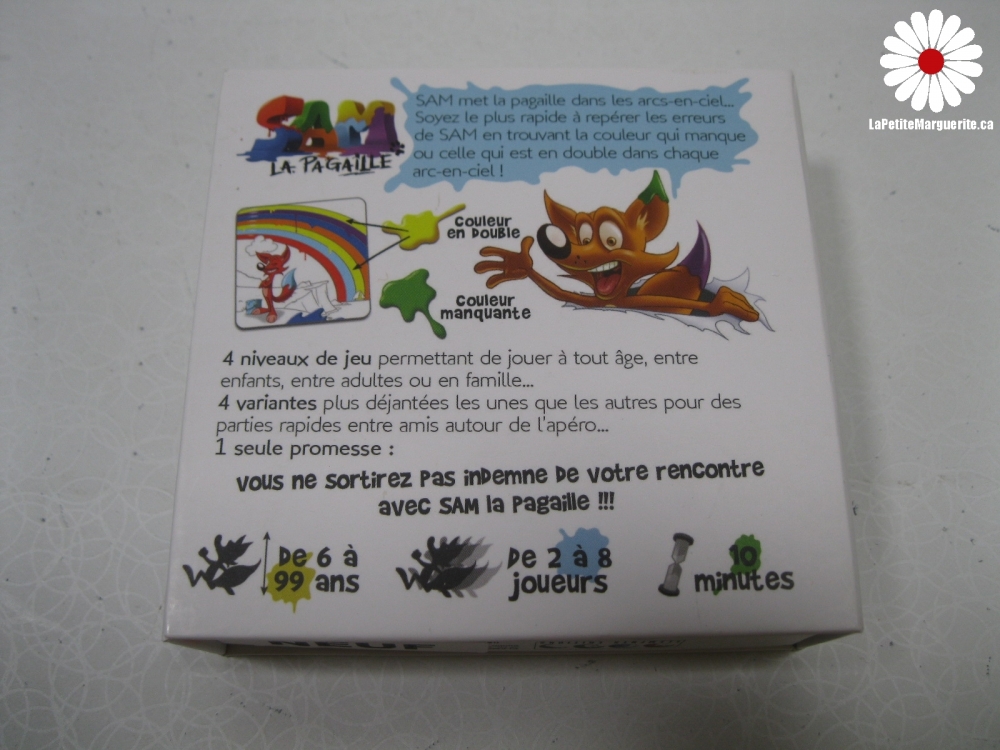 LaPetiteMarguerite.ca
SAM
LA PAGAILLE
SAM met la pagaille dans les arcs-en-ciel...
Soyez le plus rapide à repérer les erreurs
de SAM en trouvant la couleur qui manque
ou celle qui est en double dans chaque
arc-en-ciel !
couleur
en double
couleur
manquante
4 niveaux de jeu permettant de jouer à tout âge, entre
enfants, entre adultes ou en famille...
4 variantes plus déjantées les unes que les autres pour des
parties rapides entre amis autour de l'apéro...
1 seule promesse :
vous ne sortirez pas indemne de votre rencontre
avec SAM la pagaille !!!
De 6 à
99 ans
De 2 à 8
joueurs
10
minutes
NEUF